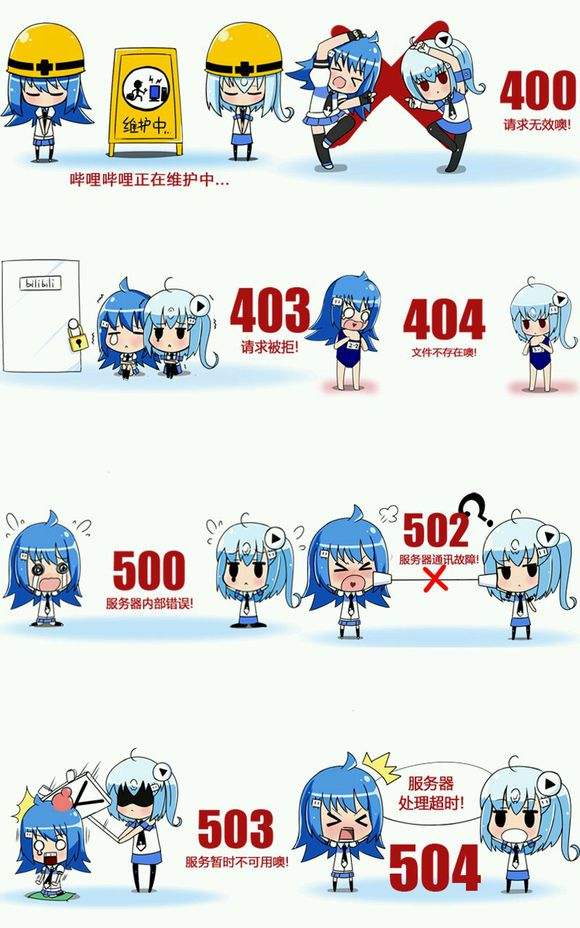 维护中...
哔哩哔哩正在维护中...
400
请求无效噢!
bilibili
403
请求被拒!
404
文件不存在噢!
500
服务器内部错误!
502
服务器通讯故障!
?
503
服务暂时不可用噢!
服务器
处理超时!
504